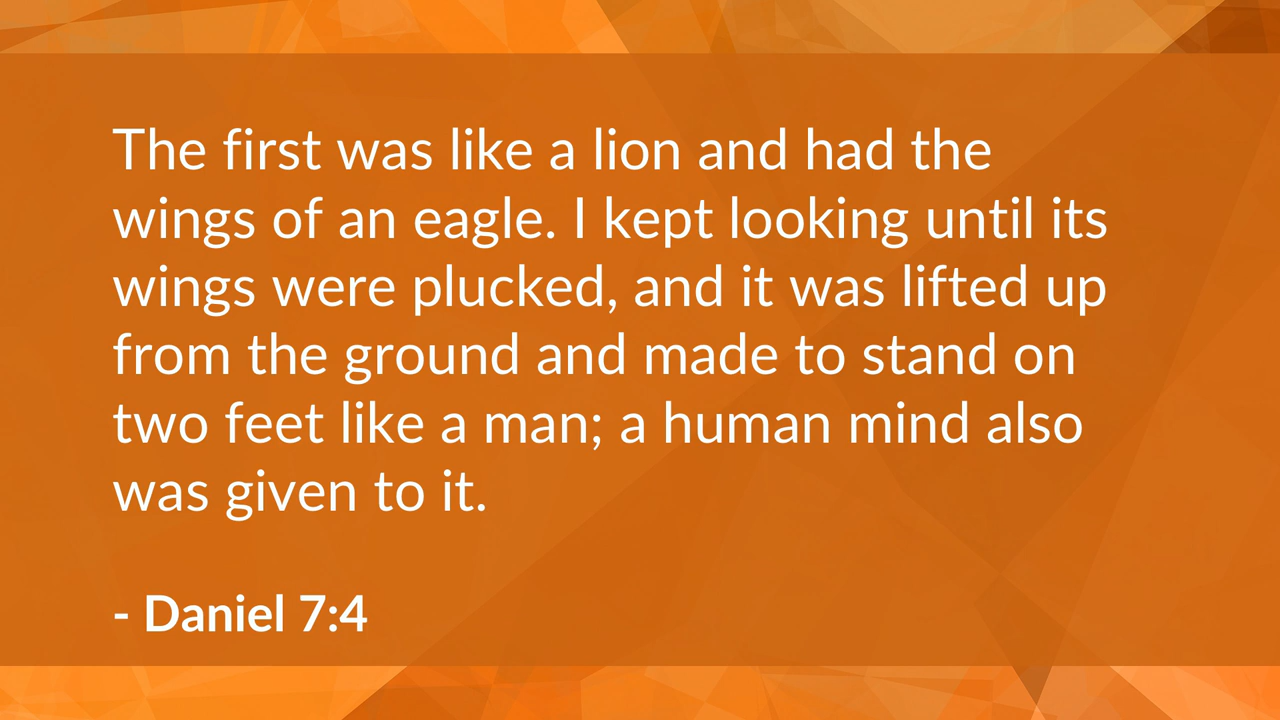 The first was like a lion and had the
wings of an eagle. I kept looking until its
wings were plucked, and it was lifted up
from the ground and made to stand on
two feet like a man; a human mind also
was given to it.
- Daniel 7:4